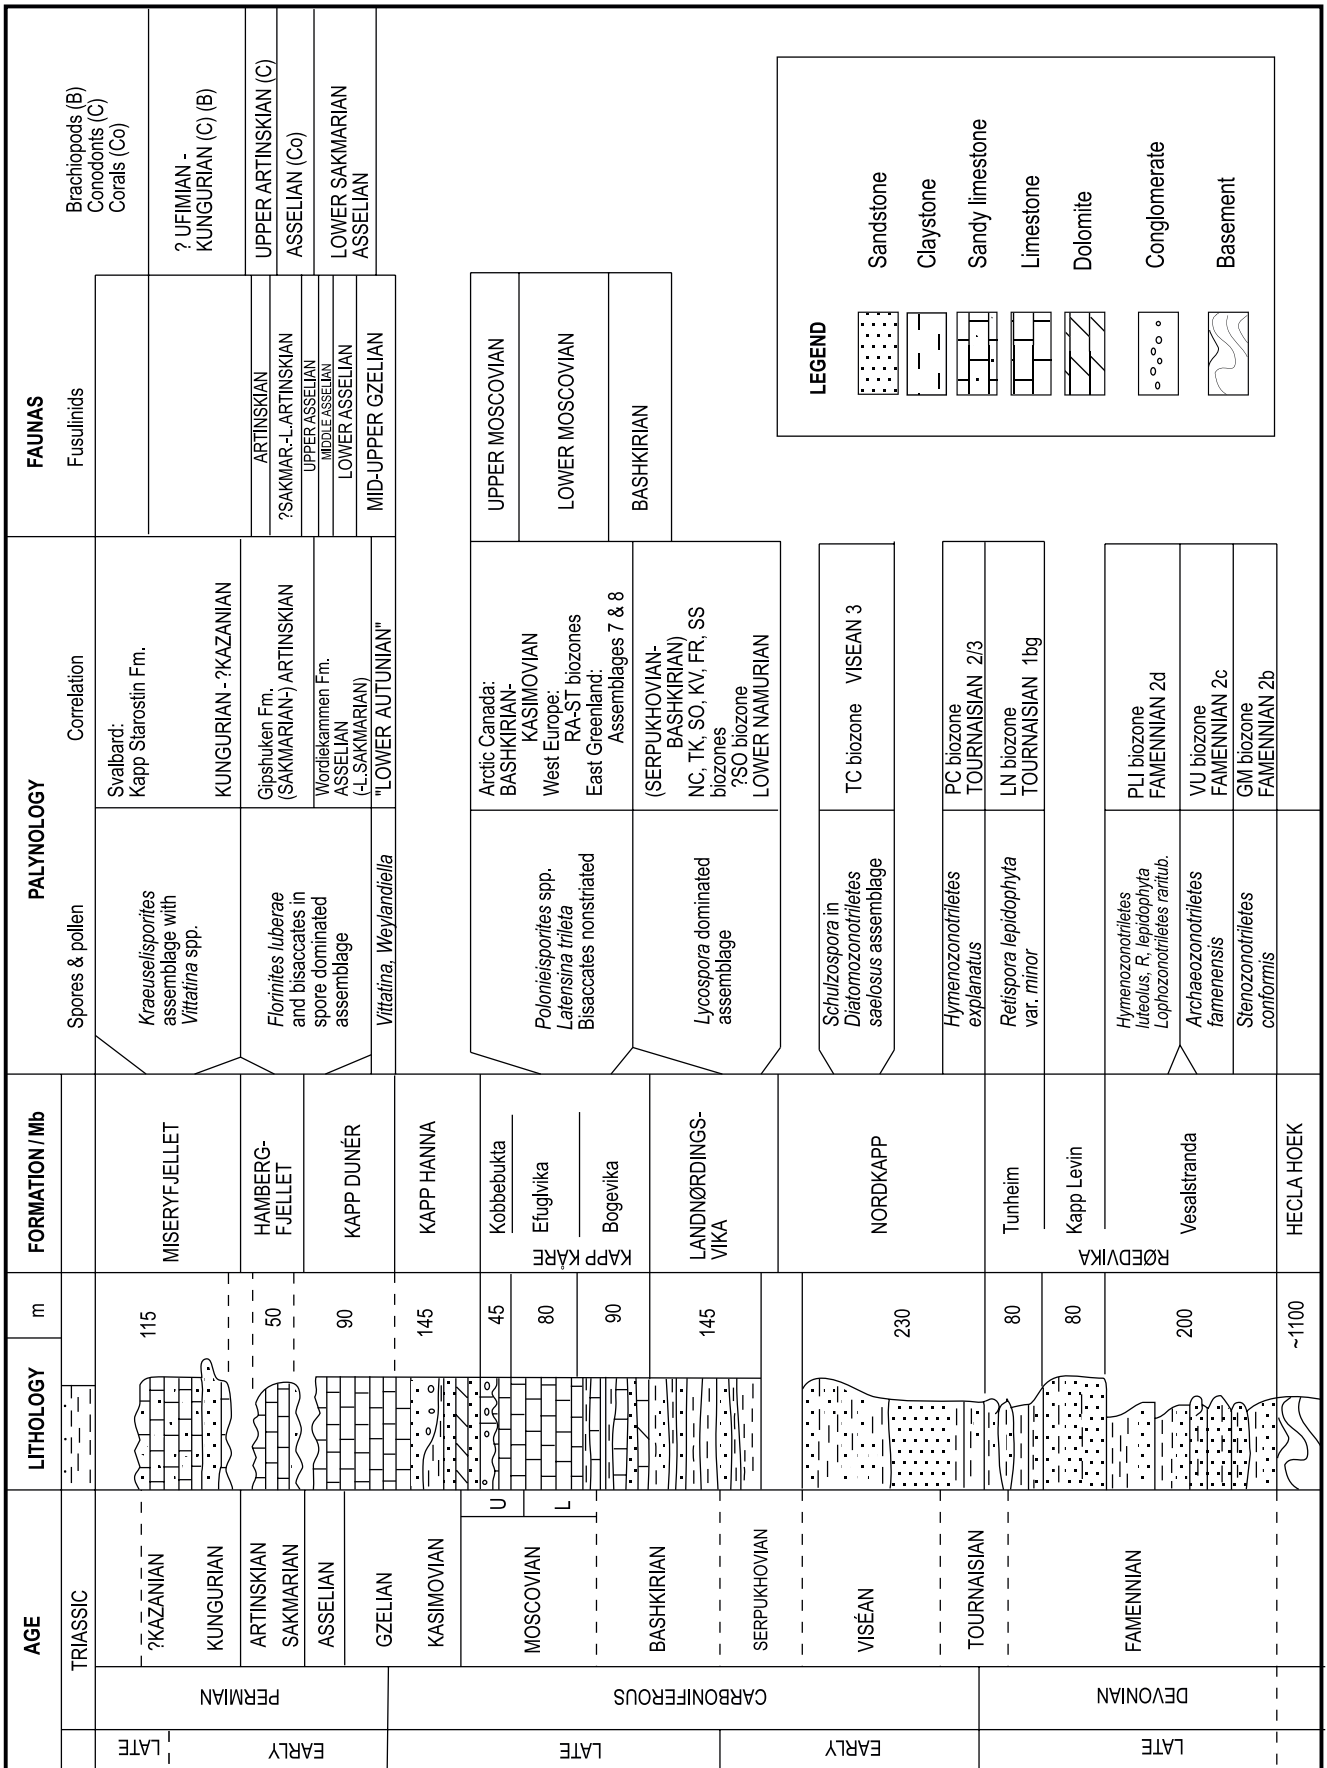 AGE
LITHOLOGY
m
FORMATION / Mb
PALYNOLOGY
Spores & pollen
Correlation
FAUNAS
Fusulinids
Brachiopods (B)
Conodonts (C)
Corals (Co)
LATE
EARLY
LATE
EARLY
LATE
PERMIAN
CARBONIFEROUS
DEVONIAN
TRIASSIC
?KAZANIAN
KUNGURIAN
ARTINSKIAN
SAKMARIAN
ASSELIAN
GZELIAN
KASIMOVIAN
MOSCOVIAN
U
L
BASHKIRIAN
SERPUKHOVIAN
VISÉAN
TOURNAISIAN
FAMENNIAN
115
50
90
145
45
80
90
145
230
80
80
200
~1100
MISERYFJELLET
HAMBERG-
FJELLET
KAPP DUNÉR
KAPP HANNA
Kobbebukta
Efuglvika
Bogevika
KAPP KÅRE
LANDNØRDINGS-
VIKA
NORDKAPP
Tunheim
Kapp Levin
Vesalstranda
RØEDVIKA
HECLA HOEK
Kraeuselisporites
assemblage with
Vittatina spp.
Florinites luberae
and bisaccates in
spore dominated
assemblage
Vittatina, Weylandiella
Polonieisporites spp.
Latensina trileta
Bisaccates nonstriated
Lycospora dominated
assemblage
Schulzospora in
Diatomozonotriletes
saelosus assemblage
Hymenozonotriletes
explanatus
Retispora lepidophyta
var. minor
Hymenozonotriletes
luteolus, R, lepidophyta
Lophozonotriletes raritub.
Archaeozonotriletes
famenensis
Stenozonotriletes
conformis
Svalbard:
Kapp Starostin Fm.
KUNGURIAN - ?KAZANIAN
Gipshuken Fm.
(SAKMARIAN-) ARTINSKIAN
Wordiekammen Fm.
ASSELIAN
(-L.SAKMARIAN)
"LOWER AUTUNIAN"
Arctic Canada:
BASHKIRIAN-
KASIMOVIAN
West Europe:
RA-ST biozones
East Greenland:
Assemblages 7 & 8
(SERPUKHOVIAN-
BASHKIRIAN)
NC, TK, SO, KV, FR, SS
biozones
?SO biozone
LOWER NAMURIAN
TC biozone VISEAN 3
PC biozone
TOURNAISIAN 2/3
LN biozone
TOURNAISIAN 1bg
PLI biozone
FAMENNIAN 2d
VU biozone
FAMENNIAN 2c
GM biozone
FAMENNIAN 2b
ARTINSKIAN
?SAKMAR.-L.ARTINSKIAN
UPPER ASSELIAN
MIDDLE ASSELIAN
LOWER ASSELIAN
MID-UPPER GZELIAN
UPPER MOSCOVIAN
LOWER MOSCOVIAN
BASHKIRIAN
? UFIMIAN -
KUNGURIAN (C) (B)
UPPER ARTINSKIAN (C)
ASSELIAN (Co)
LOWER SAKMARIAN
ASSELIAN
LEGEND
Sandstone
Claystone
Sandy limestone
Limestone
Dolomite
Conglomerate
Basement